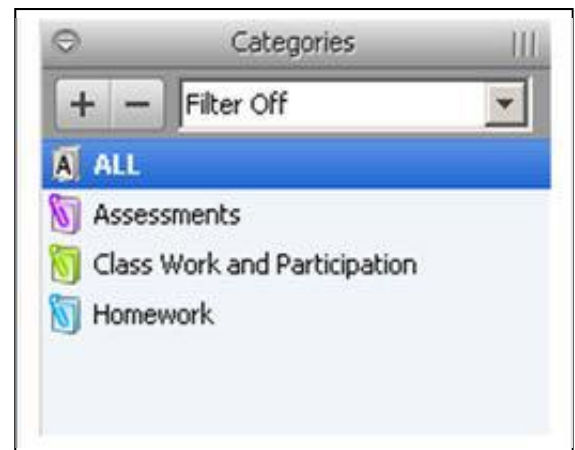 Categories
+ - Filter Off
A ALL
Assessments
Class Work and Participation
Homework